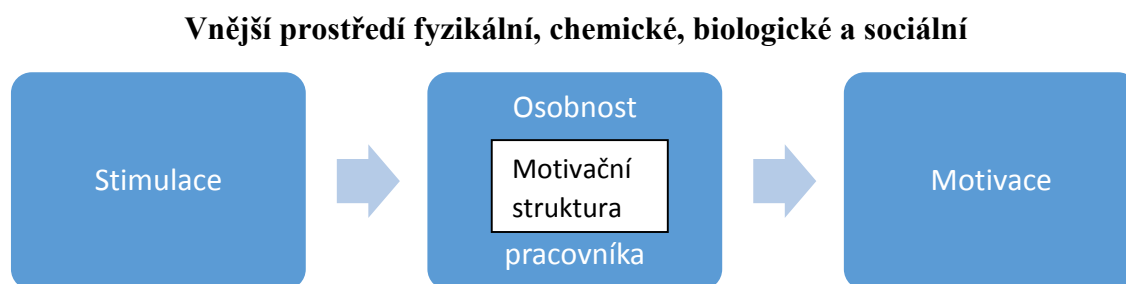 Vnější prostředí fyzikální, chemické, biologické a sociální
Stimulace
Osobnost
Motivační
struktura
pracovníka
Motivace